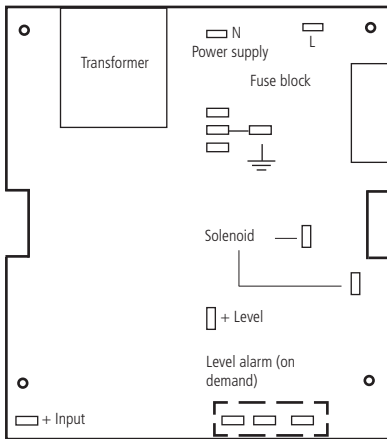 N
Power supply
L
Transformer
Fuse block
Solenoid
+ Level
Level alarm (on
demand)
+ Input